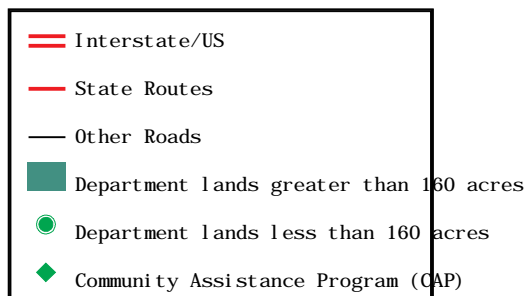 Interstate/US
State Routes
Other Roads
Department lands greater than 160 acres
Department lands less than 160 acres
Community Assistance Program (CAP)